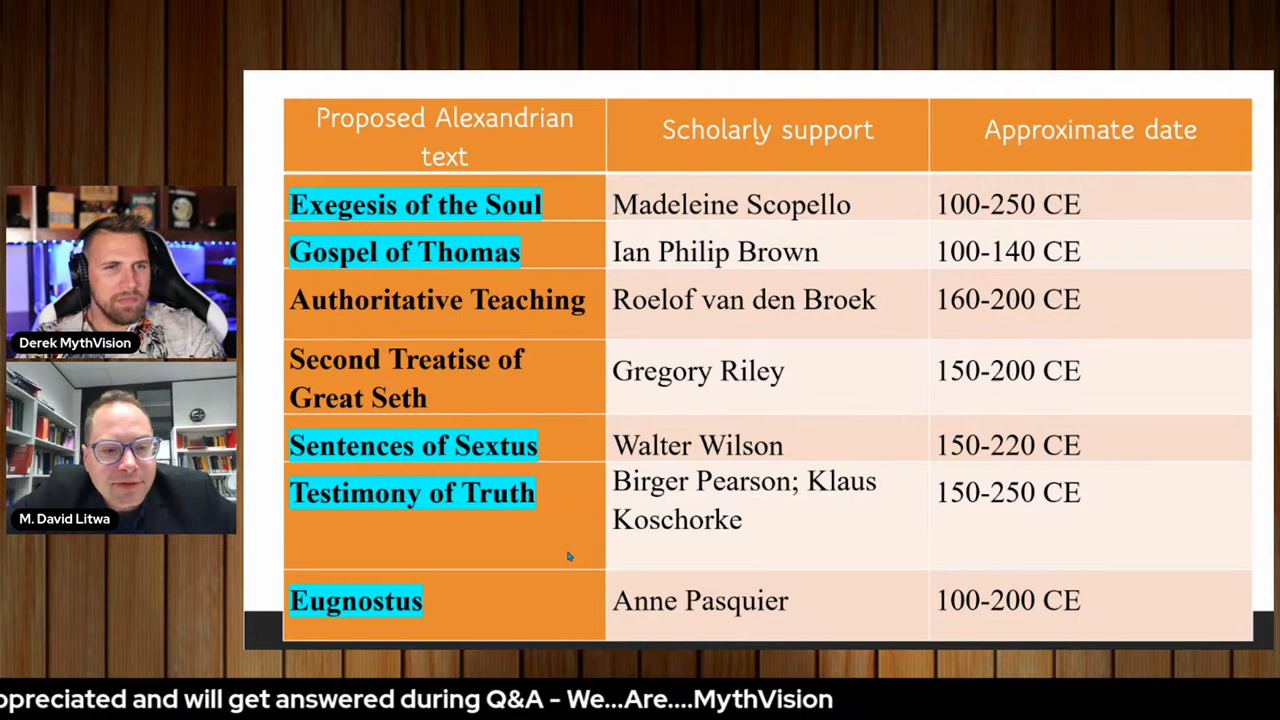 Proposed Alexandrian
text
Scholarly support
Approximate date
Exegesis of the Soul
Madeleine Scopello
100-250 CE
Gospel of Thomas
Ian Philip Brown
100-140 CE
Authoritative Teaching
Roelof van den Broek
160-200 CE
Second Treatise of
Great Seth
Gregory Riley
150-200 CE
Sentences of Sextus
Walter Wilson
150-220 CE
Testimony of Truth
Birger Pearson; Klaus
Koschorke
150-250 CE
Eugnostus
Anne Pasquier
100-200 CE
Derek MythVision
M. David Litwa
ppreciated and will get answered during Q&A - We...Are....MythVision